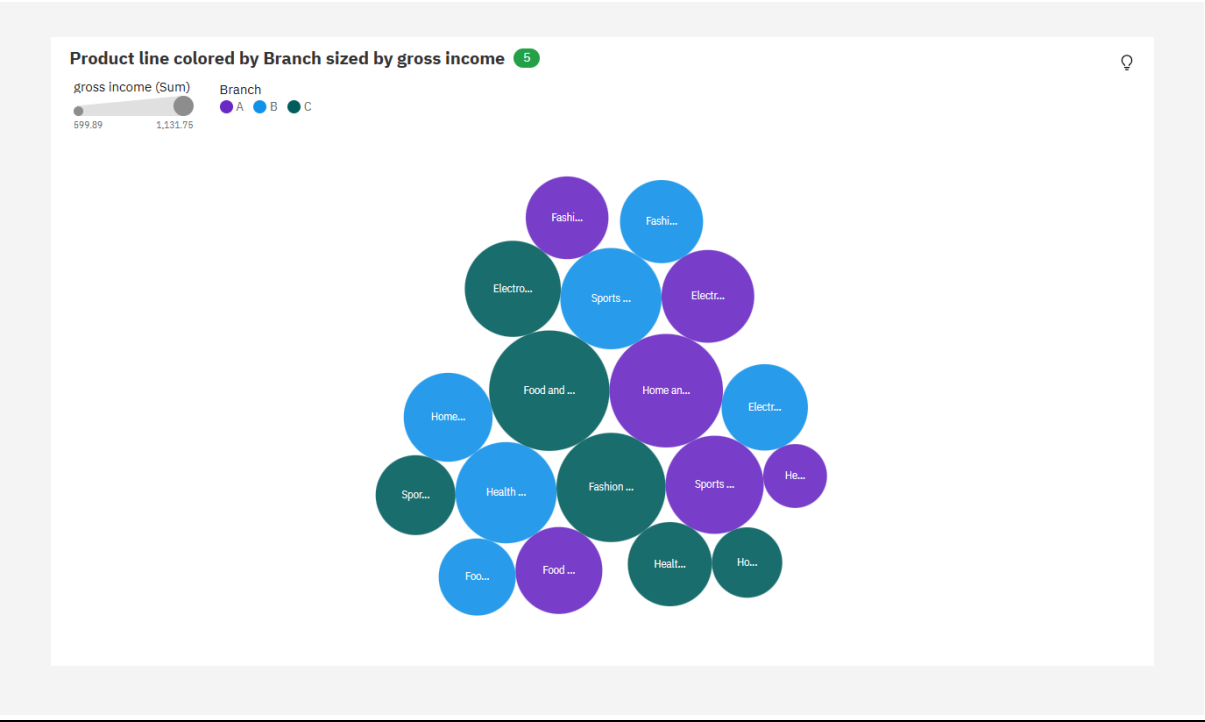 Product line colored by Branch sized by gross income 5
gross income (Sum)
599.89 1,131.75
Branch
A B C
Fashi...
Fashi...
Electro...
Sports ...
Electr...
Food and ...
Home an...
Home...
Electr...
Spor...
Health ...
Fashion ...
Sports ...
He...
Foo...
Food ...
Healt...
Ho...